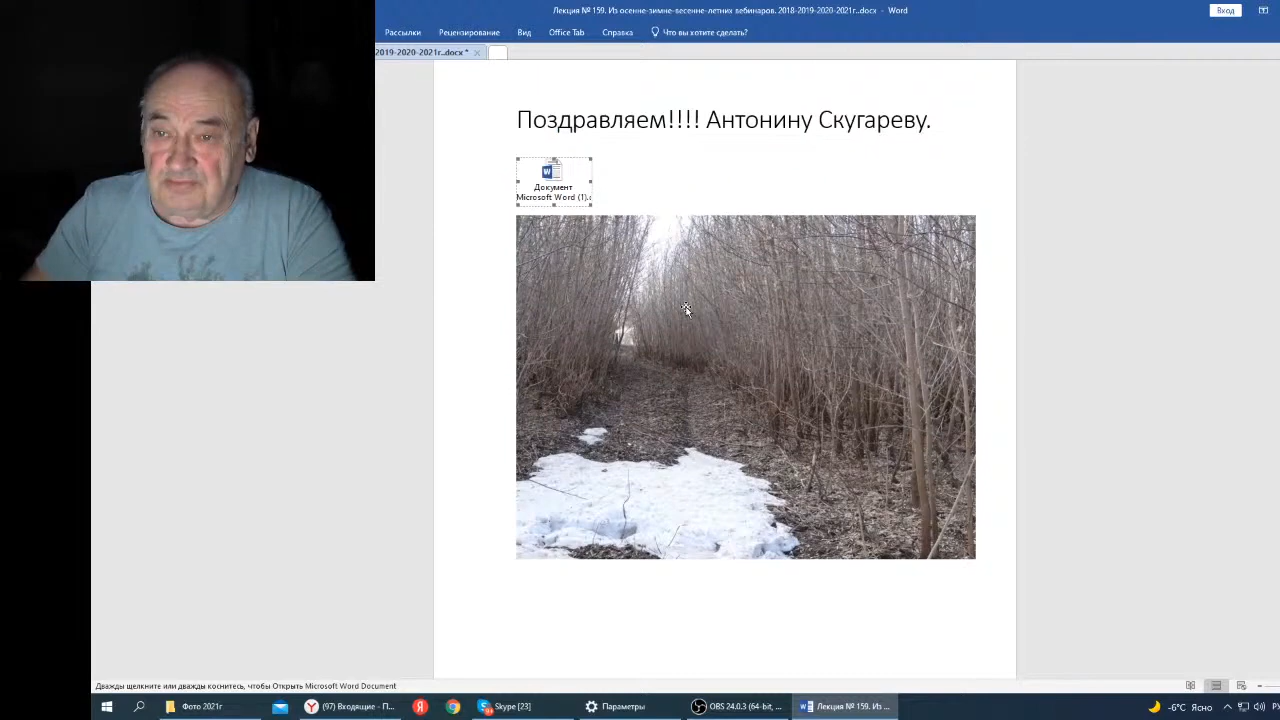 Лекция № 159. Из осенне-зимне-весенне-летних вебинаров. 2018-2019-2020-2021г..docx - Word
Вход
Рассылки Рецензирование Вид Office Tab Справка Что вы хотите сделать?
2019-2020-2021г..docx *
Поздравляем!!!! Антонину Скугареву.
Документ
Microsoft Word (1).
Дважды щелкните или дважды коснитесь, чтобы Открыть Microsoft Word Document
Фото 2021г
(97) Входящие - П...
Skype [23]
Параметры
OBS 24.0.3 (64-bit, ...
Лекция № 159. Из ...
-6°C Ясно